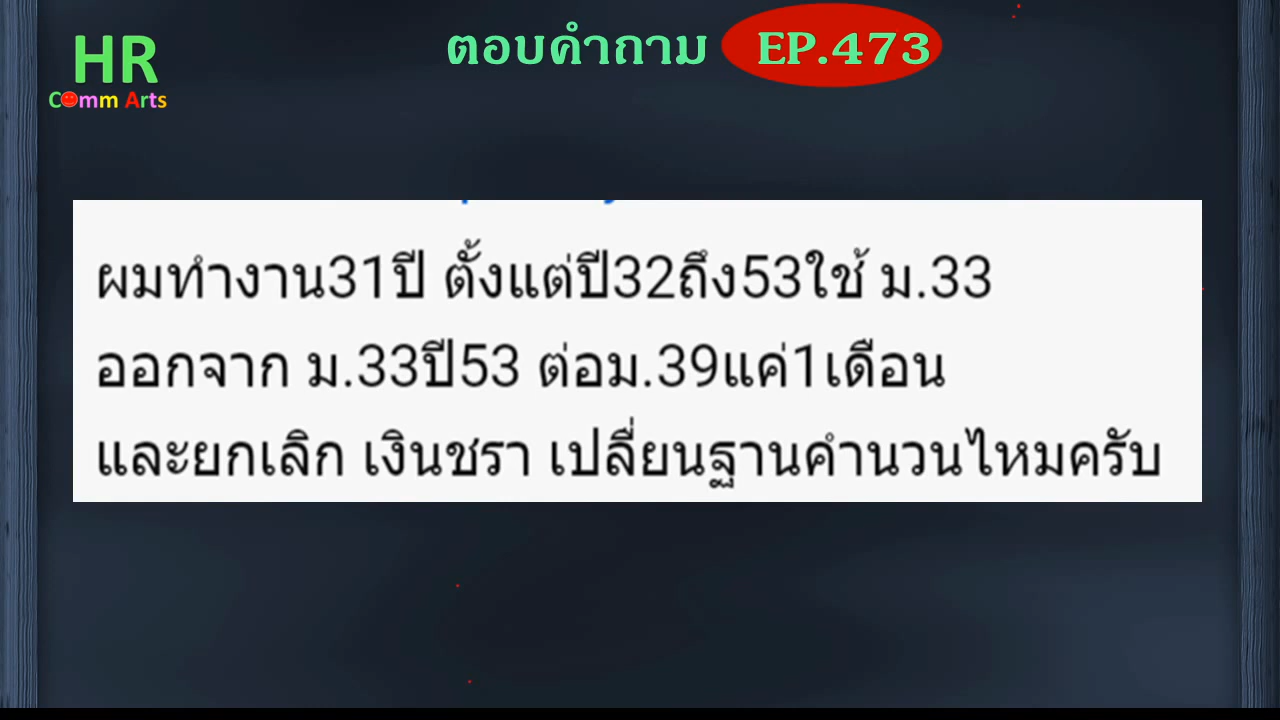 HR
Comm Arts
ตอบคำถาม EP.473
ผมทำงาน31ปี ตั้งแต่ปี32ถึง53ใช้ ม.33
ออกจาก ม.33ปี53 ต่อม.39แค่1เดือน
และยกเลิก เงินชรา เปลี่ยนฐานคำนวนไหมครับ